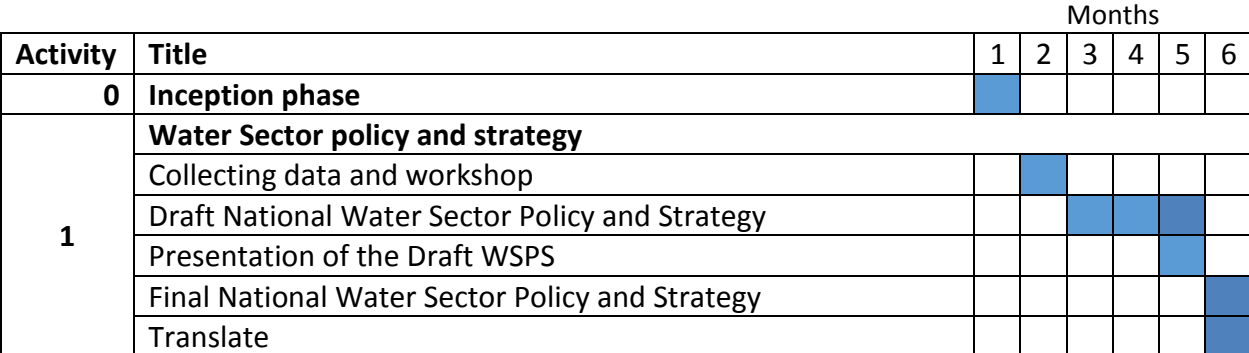 Months
Activity Title 1 2 3 4 5 6
0 Inception phase
Water Sector policy and strategy
Collecting data and workshop
Draft National Water Sector Policy and Strategy
1
Presentation of the Draft WSPS
Final National Water Sector Policy and Strategy
Translate